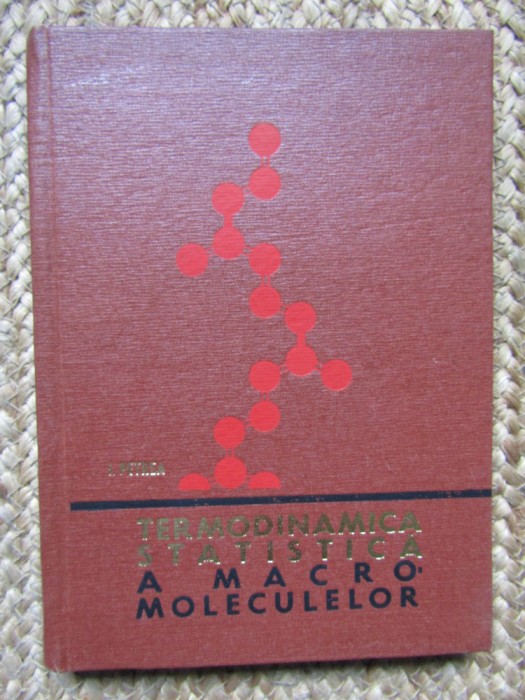 I. PETREA
TERMODINAMICA
STATISTICA
A MACRO-
MOLECULELOR